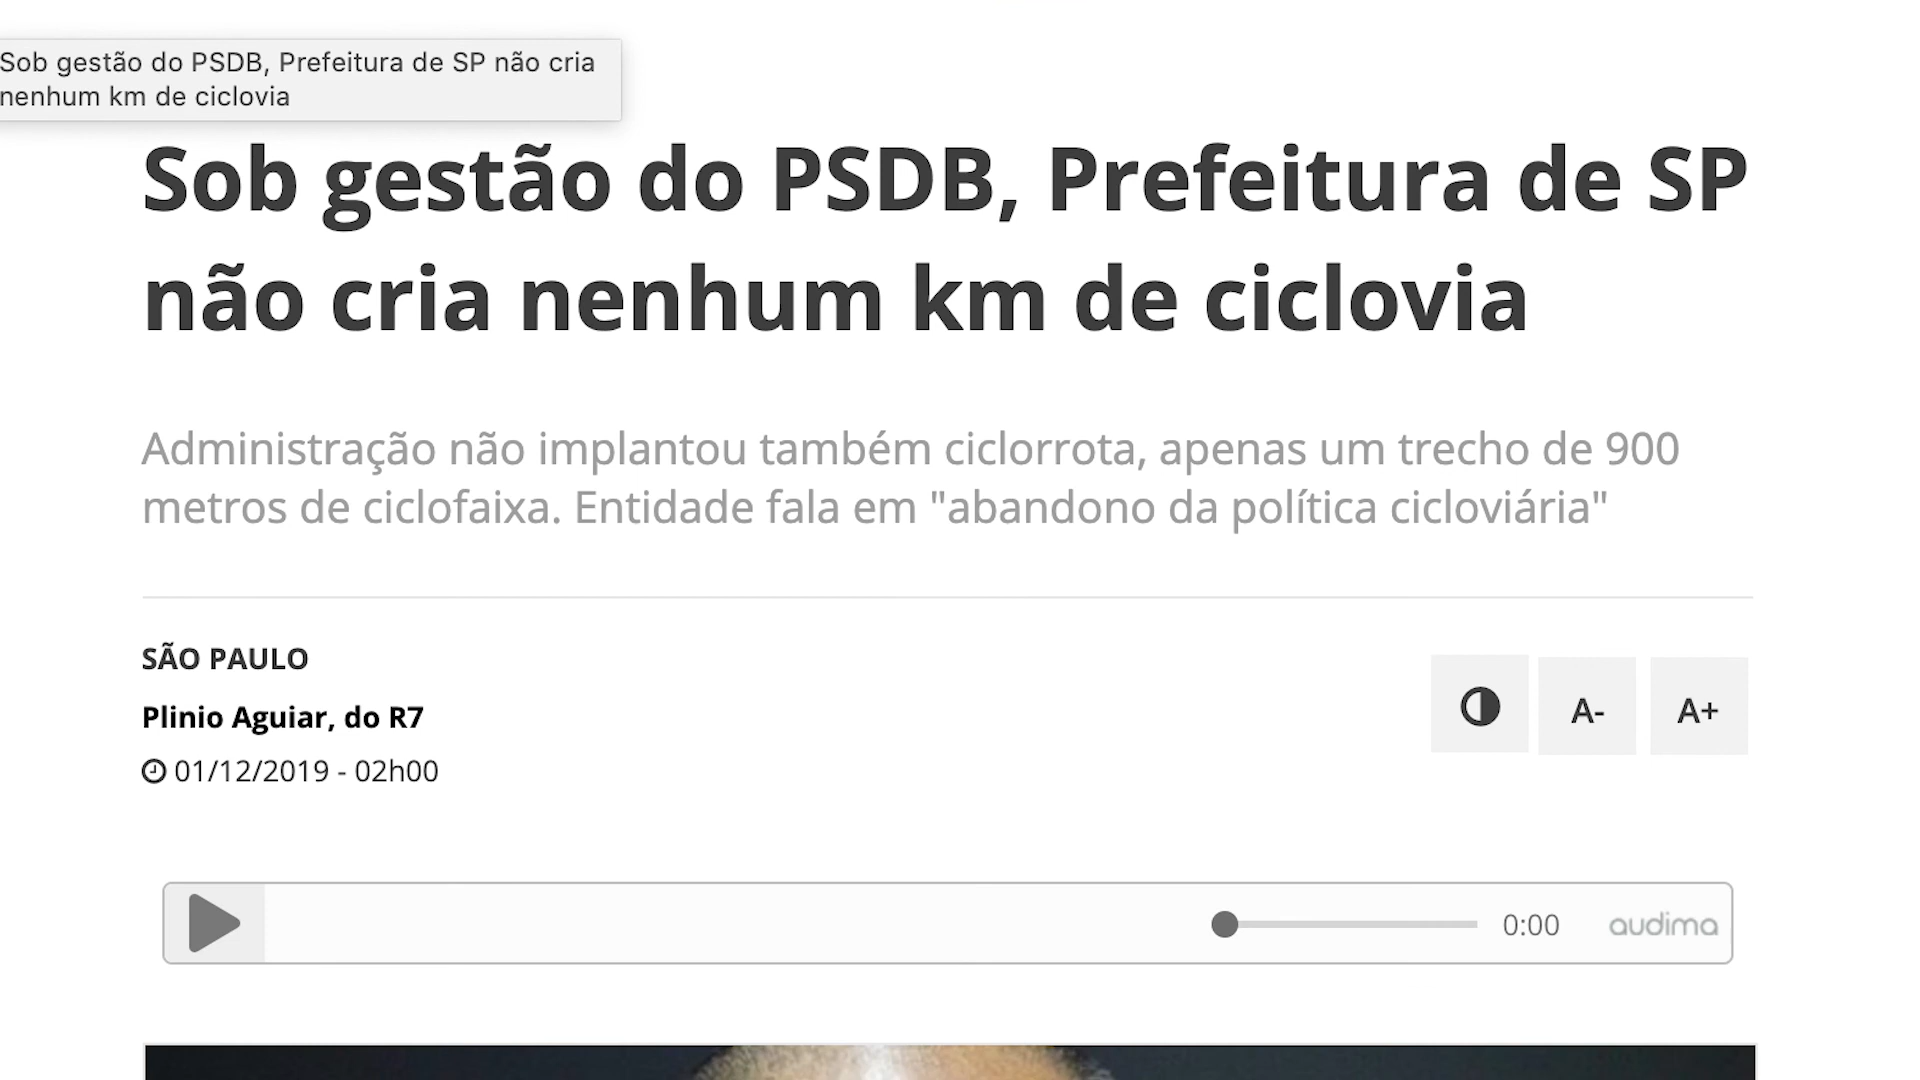 Sob gestão do PSDB, Prefeitura de SP não cria
nenhum km de ciclovia
Sob gestão do PSDB, Prefeitura de SP
não cria nenhum km de ciclovia
Administração não implantou também ciclorrota, apenas um trecho de 900
metros de ciclofaixa. Entidade fala em "abandono da política cicloviária"
SÃO PAULO
Plinio Aguiar, do R7
01/12/2019 - 02h00
A-
A+
0:00
audima